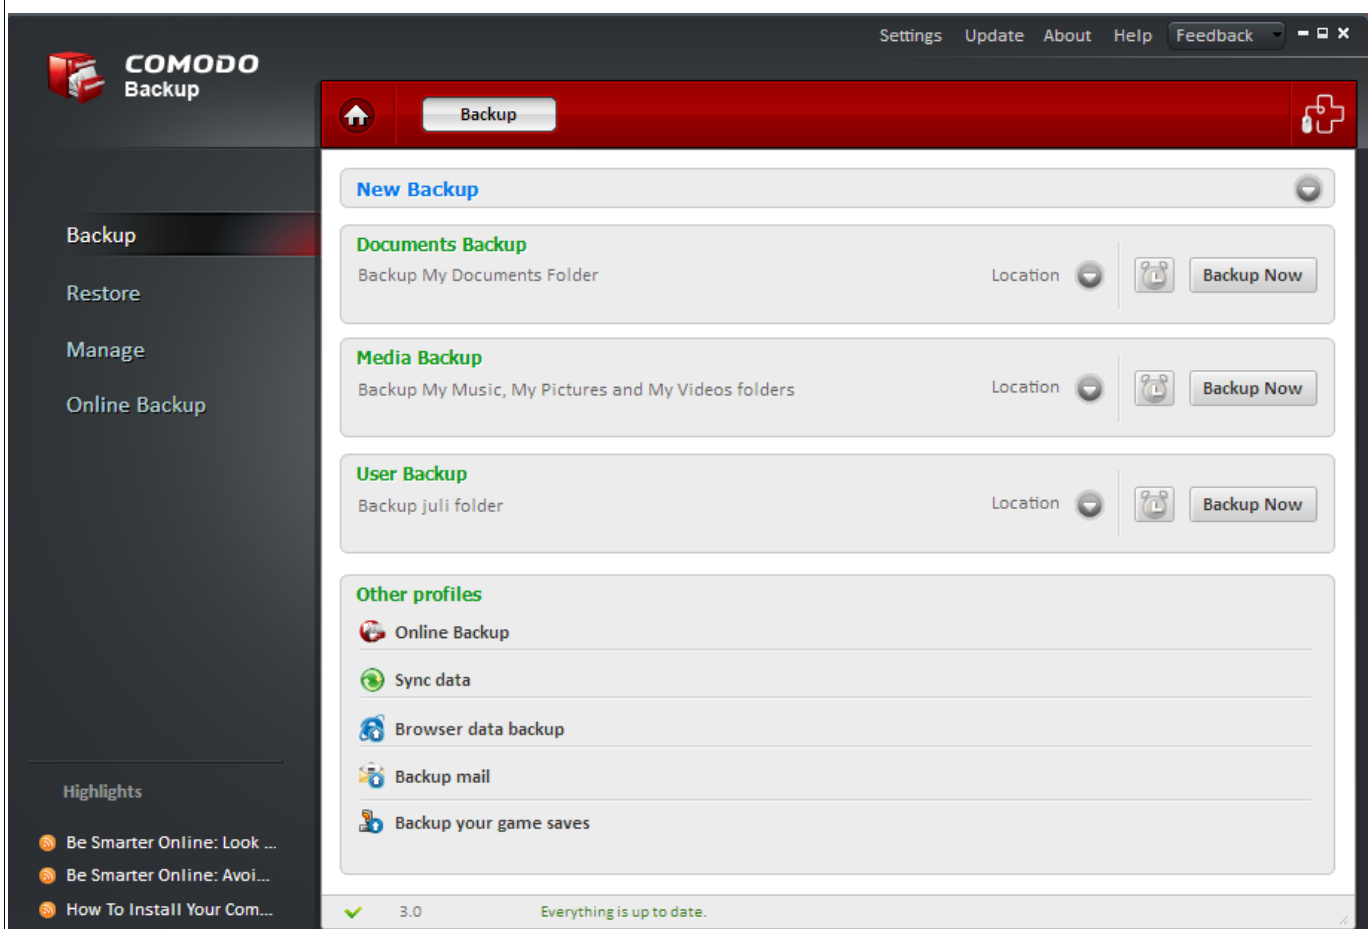 Settings Update About Help Feedback
COMODO
Backup
Backup
New Backup
Backup
Restore
Manage
Online Backup
Documents Backup
Backup My Documents Folder
Location
Backup Now
Media Backup
Backup My Music, My Pictures and My Videos folders
Location
Backup Now
User Backup
Backup juli folder
Location
Backup Now
Other profiles
Online Backup
Sync data
Browser data backup
Backup mail
Backup your game saves
Highlights
Be Smarter Online: Look ...
Be Smarter Online: Avoi...
How To Install Your Com...
3.0 Everything is up to date.